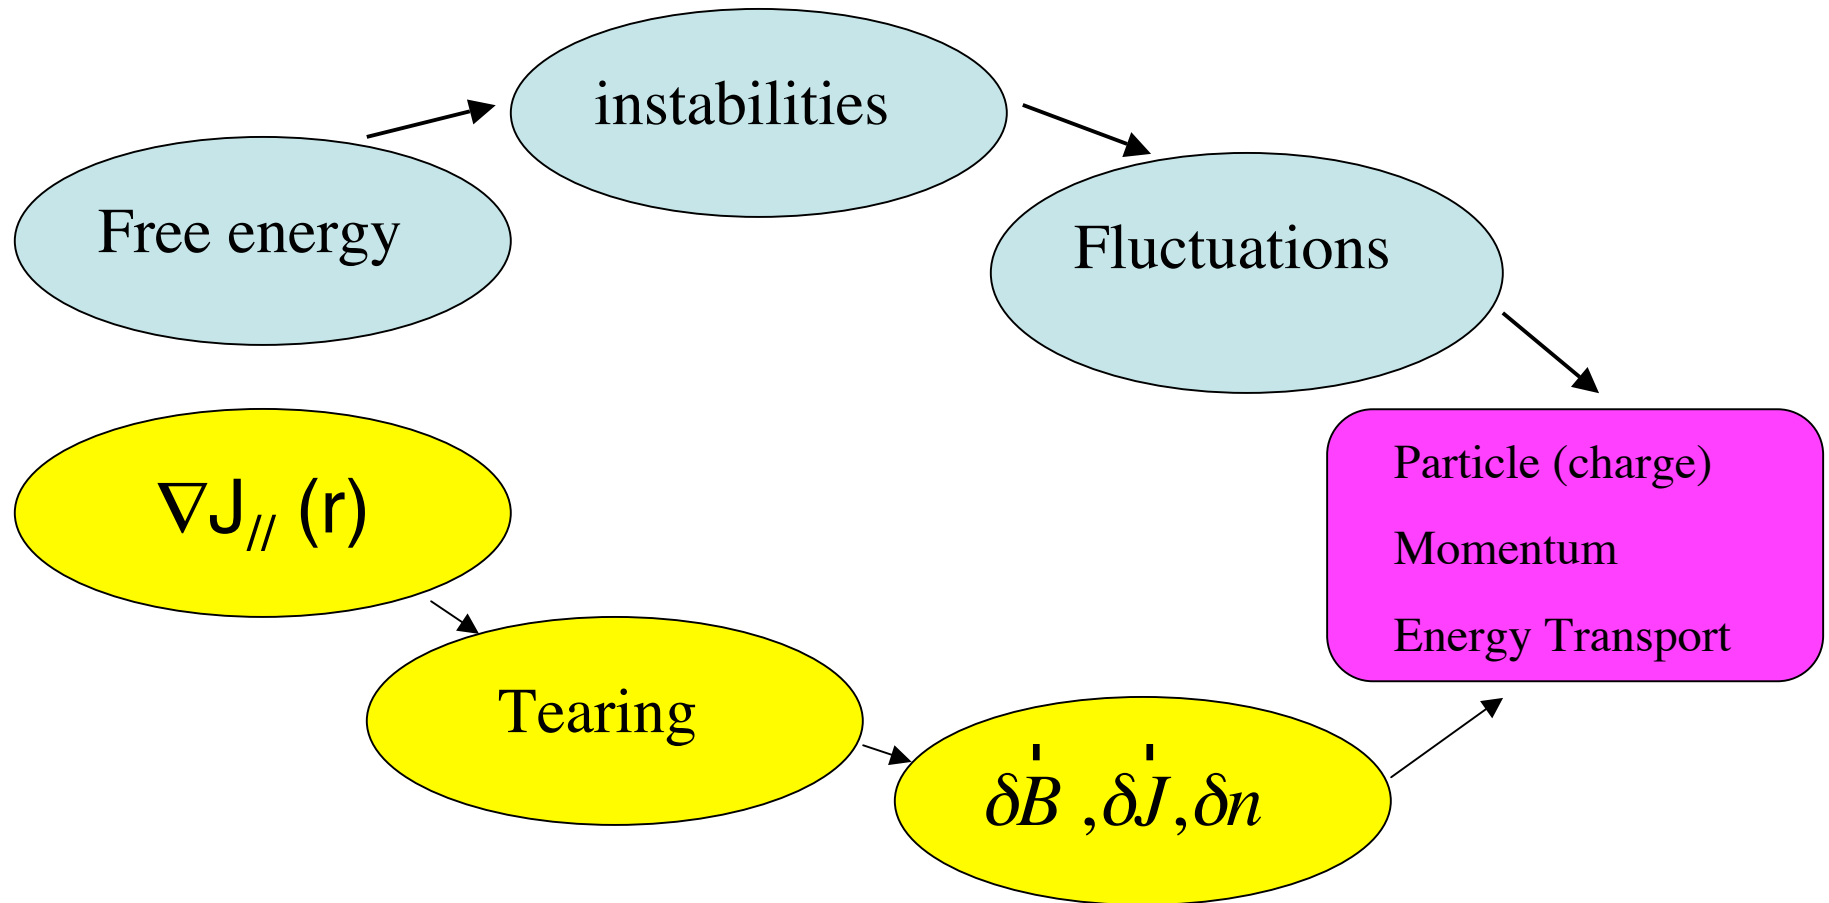 instabilities
Free energy
Fluctuations
∇J// (r)
Particle (charge)
Momentum
Energy Transport
Tearing
δB ,δJ,δn